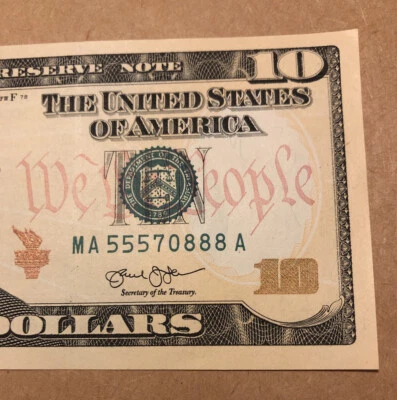 RESERVE NOTE 10
THE UNITED STATES
OF AMERICA
TEN
We the People
MA 55570888 A
Secretary of the Treasury.
10
DOLLARS